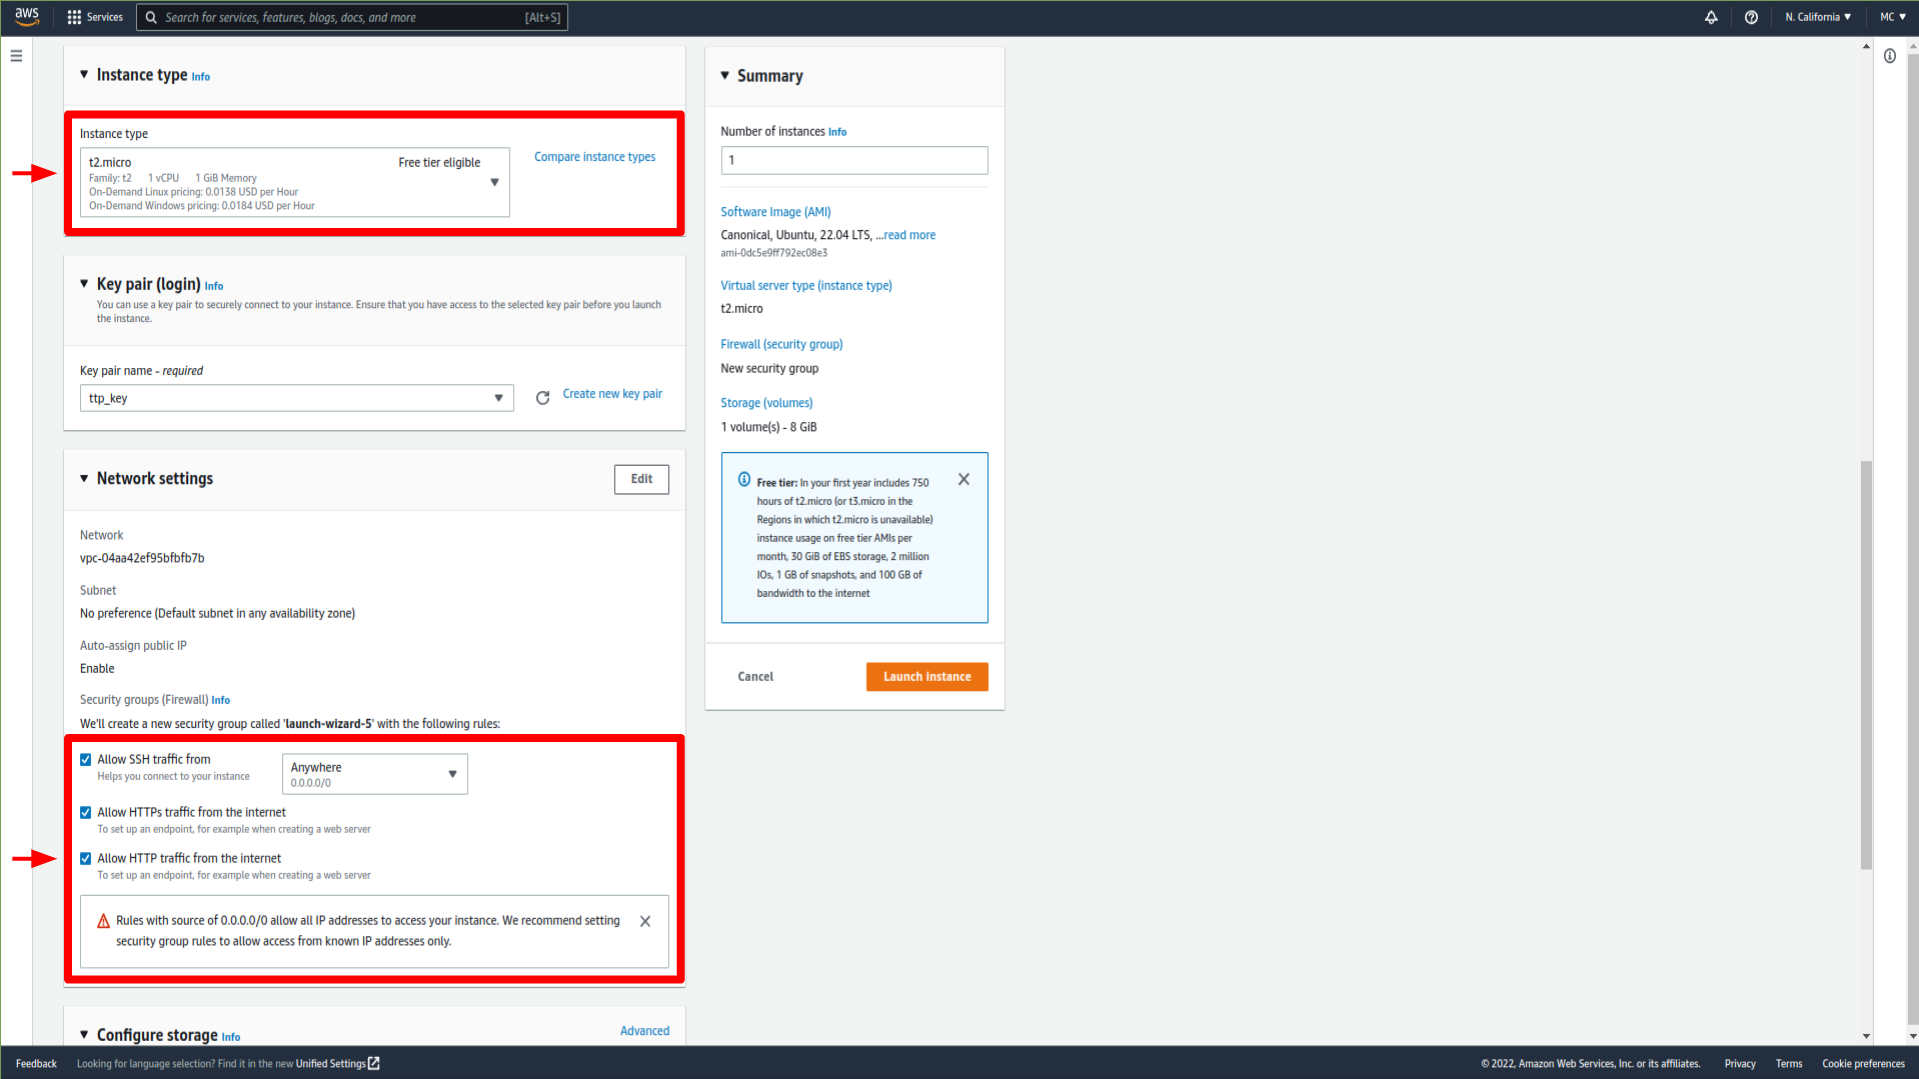 aws
Services
Search for services, features, blogs, docs, and more
[Alt+S]
N. California ▼
MC ▼
▼ Instance type Info
Instance type
t2.micro
Free tier eligible
Family: t2 1 vCPU 1 GiB Memory
On-Demand Linux pricing: 0.0138 USD per Hour
On-Demand Windows pricing: 0.0184 USD per Hour
Compare instance types
▼ Key pair (login) Info
You can use a key pair to securely connect to your instance. Ensure that you have access to the selected key pair before you launch
the instance.
Key pair name - required
ttp_key
Create new key pair
▼ Network settings
Edit
Network
vpc-04aa42ef95bfbfb7b
Subnet
No preference (Default subnet in any availability zone)
Auto-assign public IP
Enable
Security groups (Firewall) Info
We'll create a new security group called 'launch-wizard-5' with the following rules:
Allow SSH traffic from
Helps you connect to your instance
Anywhere
0.0.0.0/0
Allow HTTPs traffic from the internet
To set up an endpoint, for example when creating a web server
Allow HTTP traffic from the internet
To set up an endpoint, for example when creating a web server
Rules with source of 0.0.0.0/0 allow all IP addresses to access your instance. We recommend setting
security group rules to allow access from known IP addresses only.
▼ Configure storage Info
Advanced
▼ Summary
Number of instances Info
1
Software Image (AMI)
Canonical, Ubuntu, 22.04 LTS, ...read more
ami-0dc5e9ff792ec08e3
Virtual server type (instance type)
t2.micro
Firewall (security group)
New security group
Storage (volumes)
1 volume(s) - 8 GiB
Free tier: In your first year includes 750
hours of t2.micro (or t3.micro in the
Regions in which t2.micro is unavailable)
instance usage on free tier AMIs per
month, 30 GiB of EBS storage, 2 million
IOs, 1 GB of snapshots, and 100 GB of
bandwidth to the internet
Cancel
Launch instance
Feedback
Looking for language selection? Find it in the new Unified Settings
© 2022, Amazon Web Services, Inc. or its affiliates.
Privacy
Terms
Cookie preferences